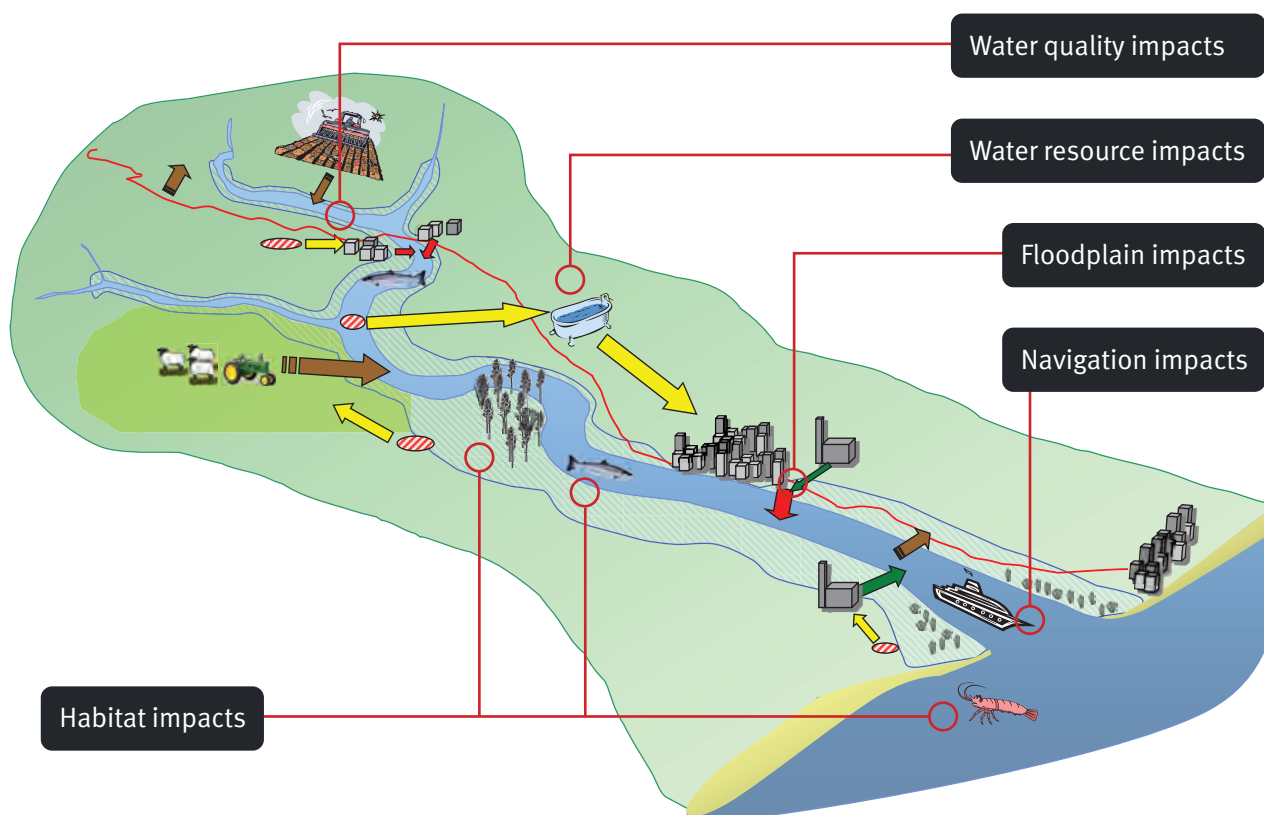 Water quality impacts
Water resource impacts
Floodplain impacts
Navigation impacts
Habitat impacts